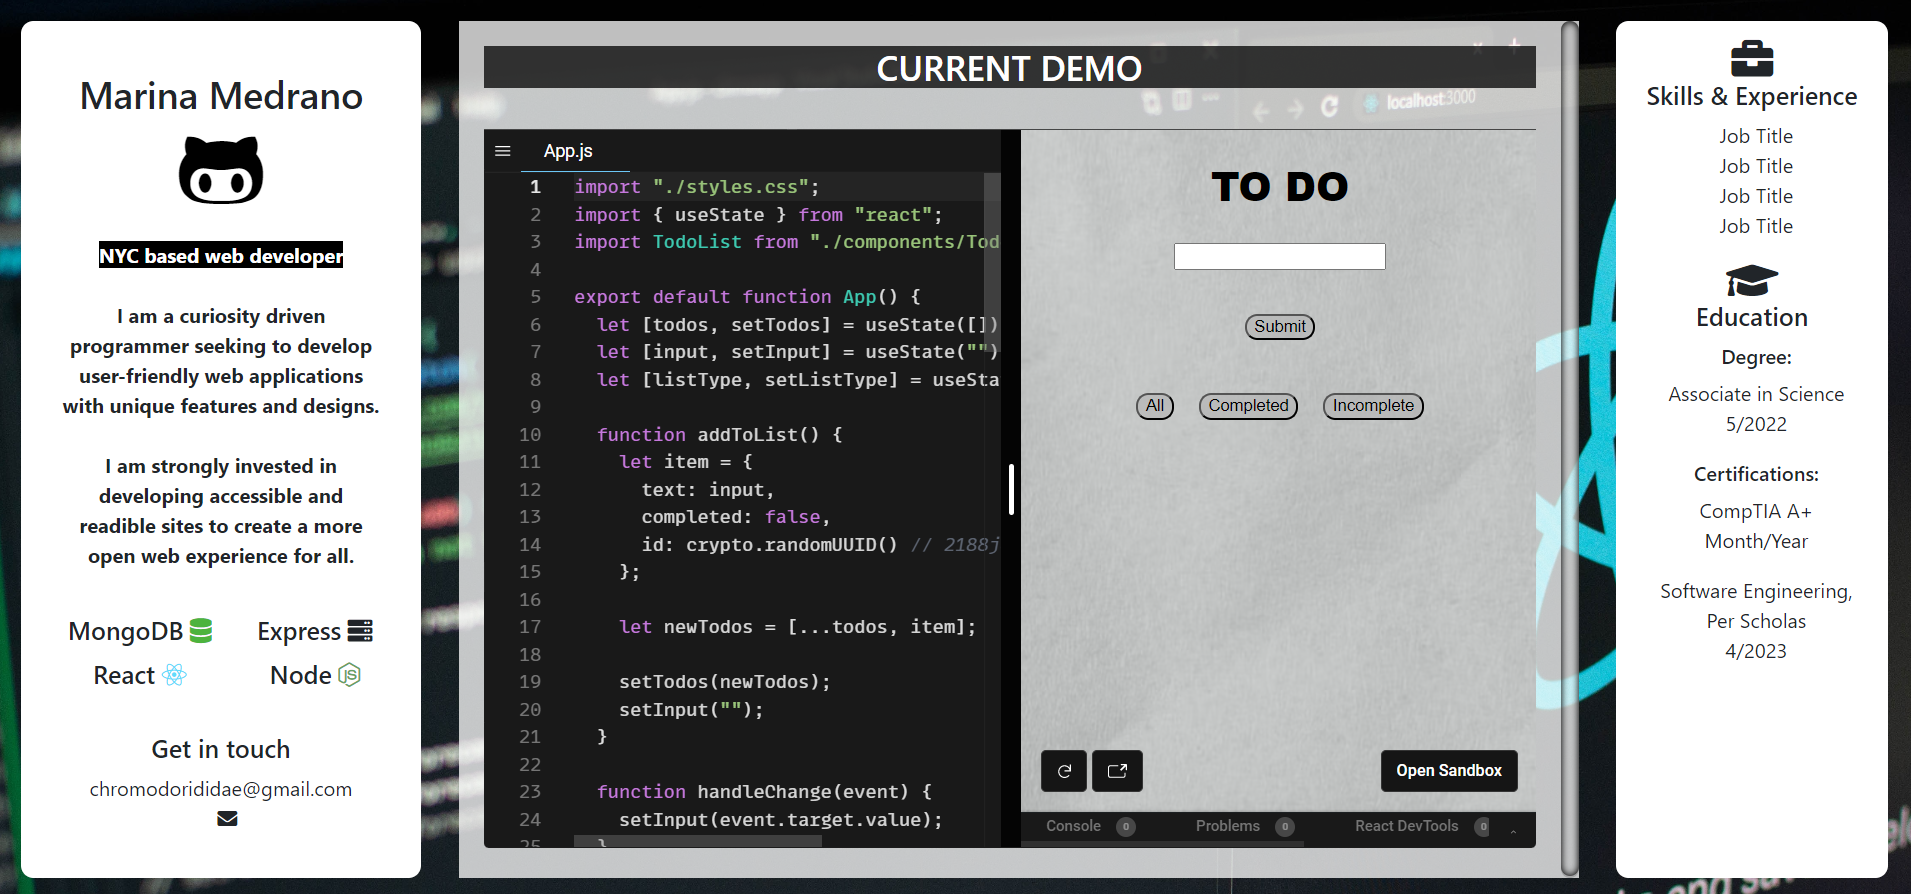 Marina Medrano
NYC based web developer
I am a curiosity driven
programmer seeking to develop
user-friendly web applications
with unique features and designs.
I am strongly invested in
developing accessible and
readible sites to create a more
open web experience for all.
MongoDB Express
React Node
Get in touch
chromodorididae@gmail.com
CURRENT DEMO
localhost:3000
App.js
1 import "./styles.css";
2 import { useState } from "react";
3 import TodoList from "./components/Tod
4
5 export default function App() {
6 let [todos, setTodos] = useState([])
7 let [input, setInput] = useState("")
8 let [listType, setListType] = useSta
9
10 function addToList() {
11 let item = {
12 text: input,
13 completed: false,
14 id: crypto.randomUUID() // 2188j
15 };
16
17 let newTodos = [...todos, item];
18
19 setTodos(newTodos);
20 setInput("");
21 }
22
23 function handleChange(event) {
24 setInput(event.target.value);
25 }
TO DO
Submit
All Completed Incomplete
Open Sandbox
Console 0 Problems 0 React DevTools 0
Skills & Experience
Job Title
Job Title
Job Title
Job Title
Education
Degree:
Associate in Science
5/2022
Certifications:
CompTIA A+
Month/Year
Software Engineering,
Per Scholas
4/2023